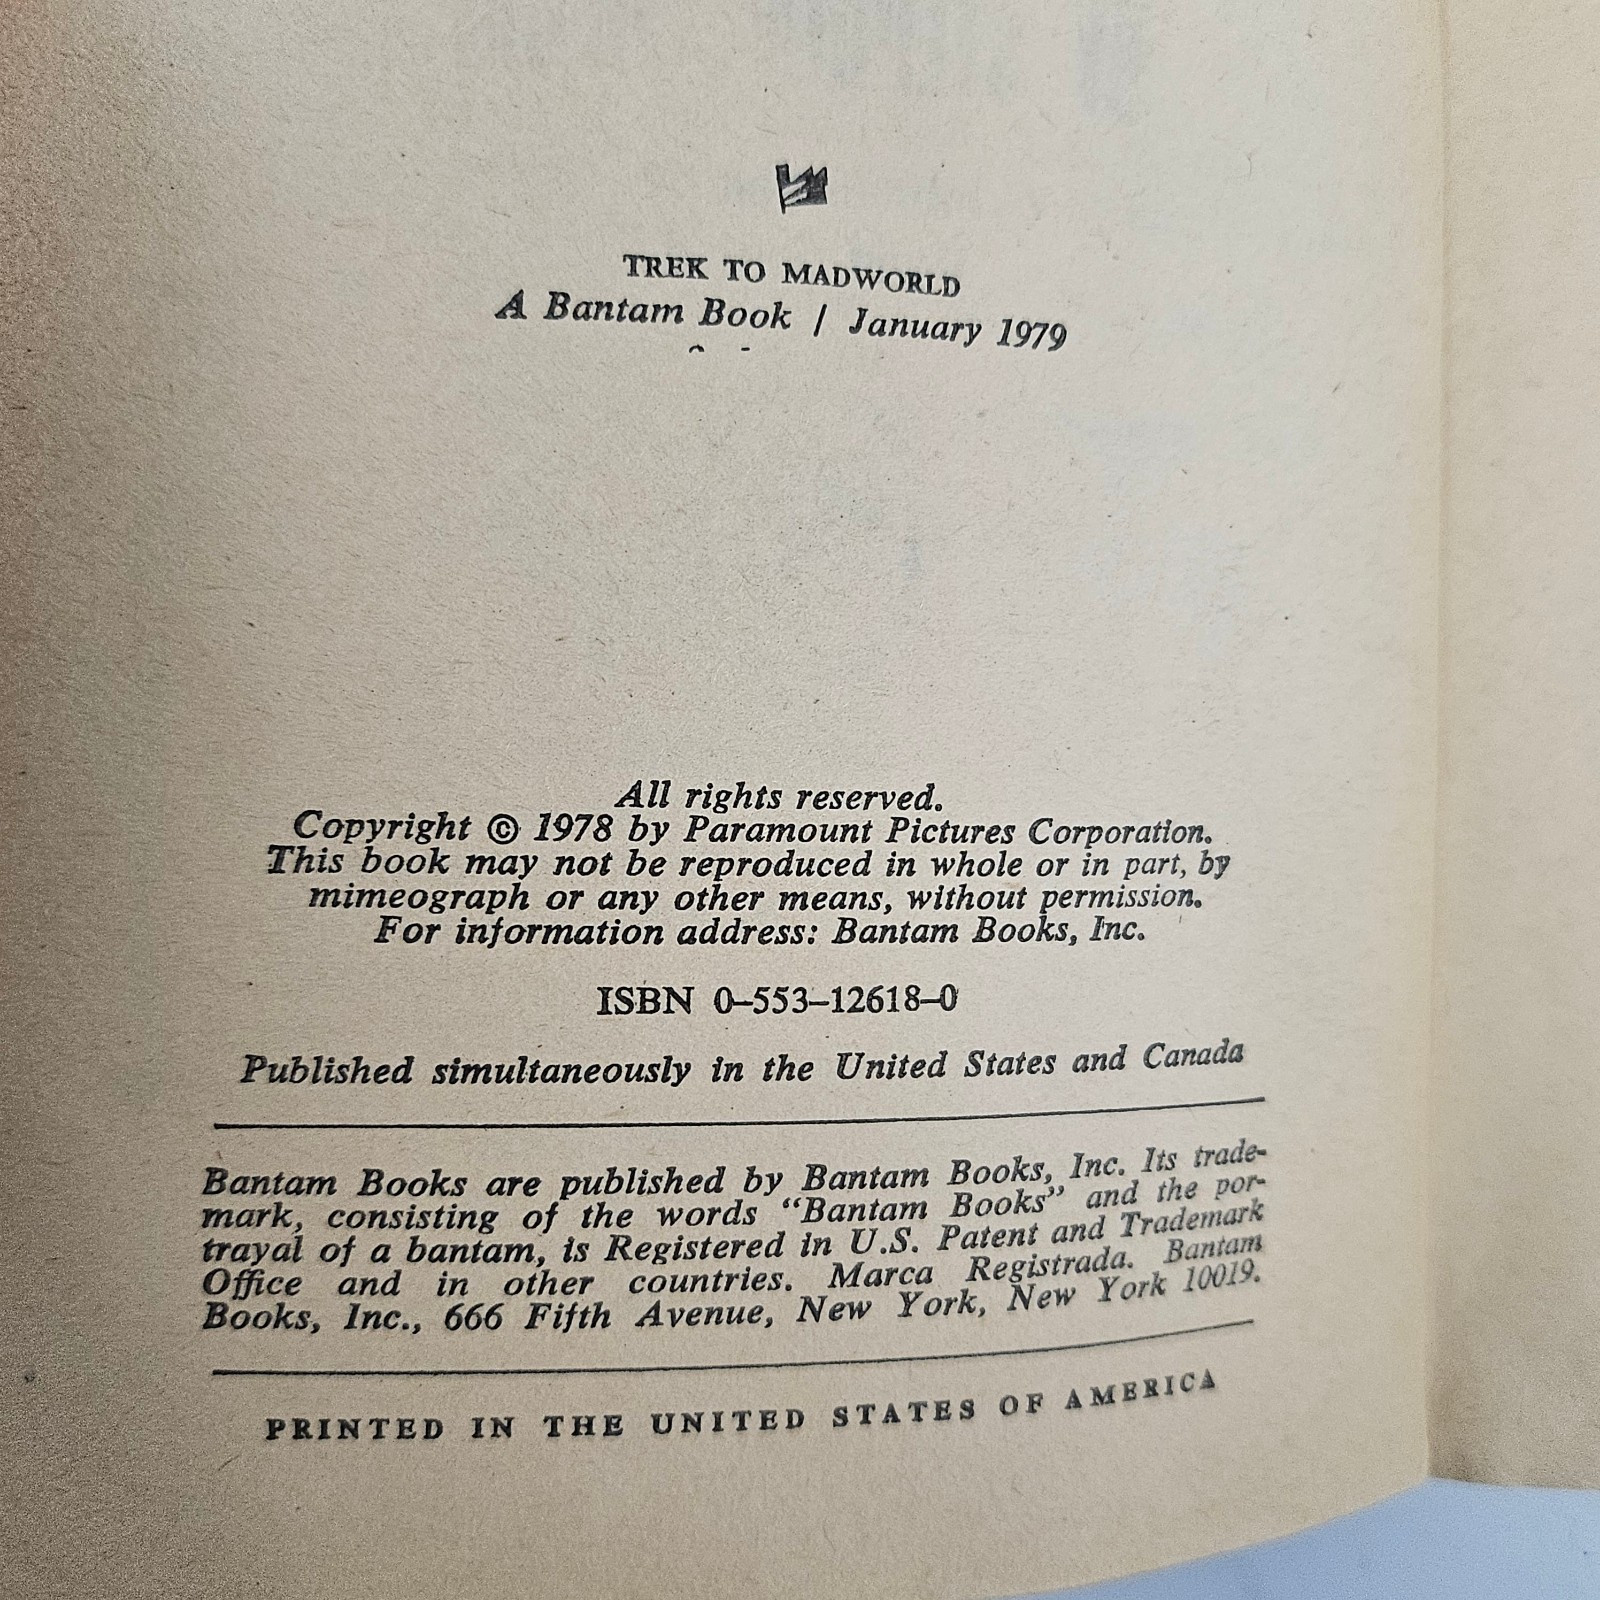 TREK TO MADWORLD
A Bantam Book / January 1979
All rights reserved.
Copyright © 1978 by Paramount Pictures Corporation.
This book may not be reproduced in whole or in part, by
mimeograph or any other means, without permission.
For information address: Bantam Books, Inc.
ISBN 0–553–12618–0
Published simultaneously in the United States and Canada
Bantam Books are published by Bantam Books, Inc. Its trade-
mark, consisting of the words “Bantam Books” and the por-
trayal of a bantam, is Registered in U.S. Patent and Trademark
Office and in other countries. Marca Registrada. Bantam
Books, Inc., 666 Fifth Avenue, New York, New York 10019.
PRINTED IN THE UNITED STATES OF AMERICA